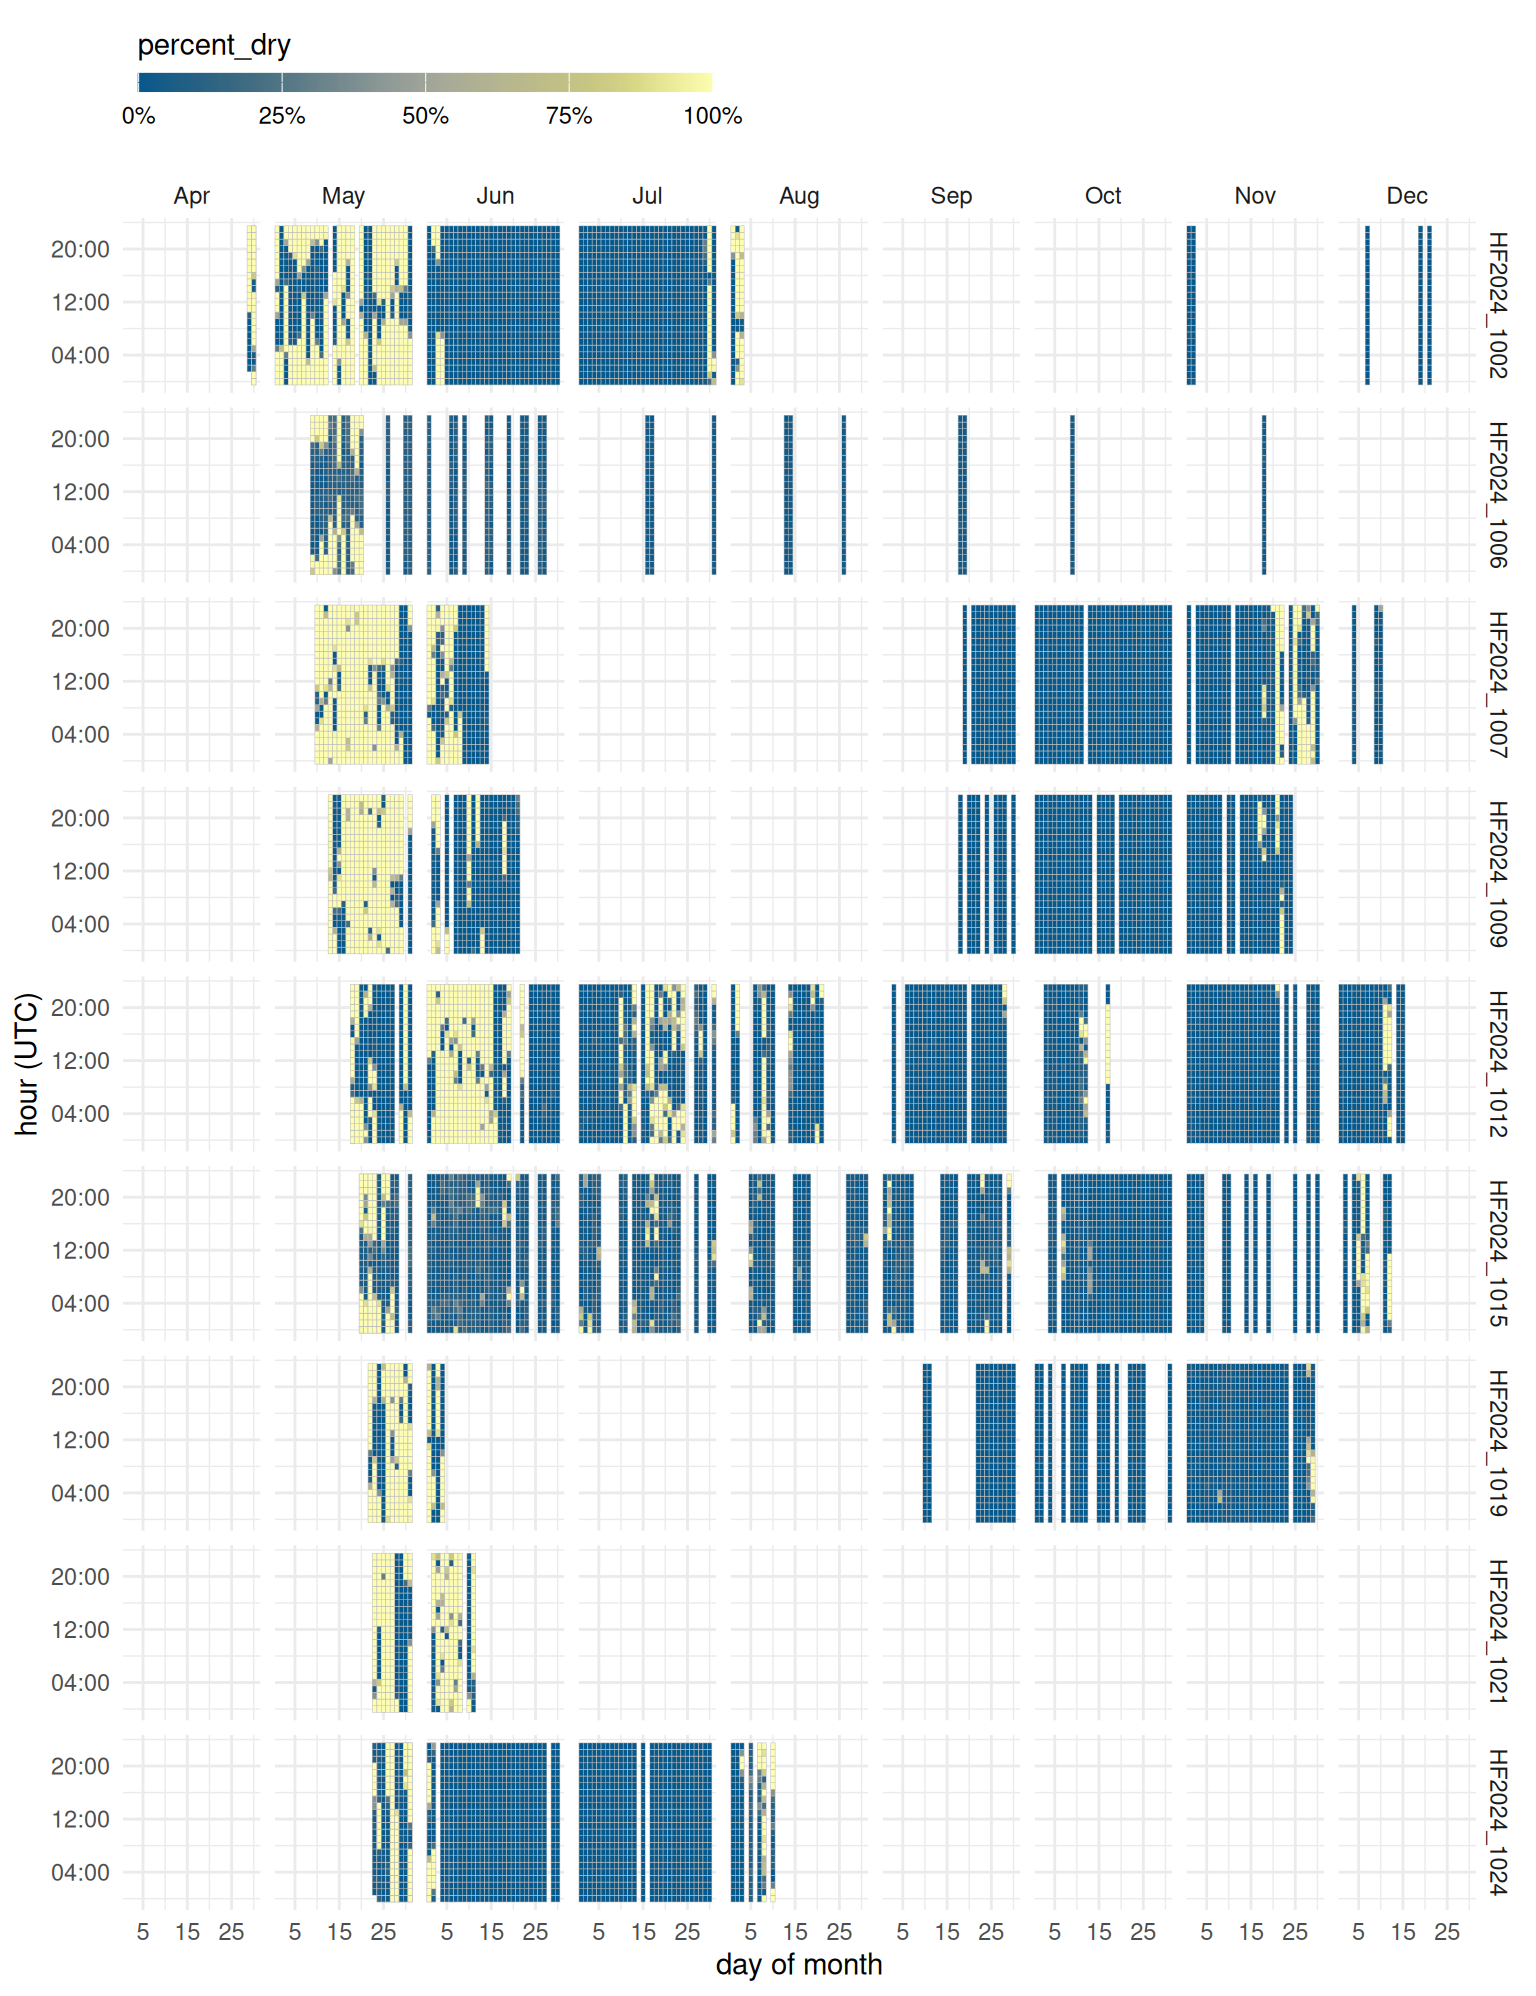 percent_dry
0% 25% 50% 75% 100%
Apr May Jun Jul Aug Sep Oct Nov Dec
20:00
12:00
04:00
HF2024_1002
20:00
12:00
04:00
HF2024_1006
20:00
12:00
04:00
HF2024_1007
20:00
12:00
04:00
HF2024_1009
20:00
12:00
04:00
HF2024_1012
20:00
12:00
04:00
HF2024_1015
20:00
12:00
04:00
HF2024_1019
20:00
12:00
04:00
HF2024_1021
20:00
12:00
04:00
HF2024_1024
hour (UTC)
5 15 25 5 15 25 5 15 25 5 15 25 5 15 25 5 15 25 5 15 25 5 15 25 5 15 25
day of month